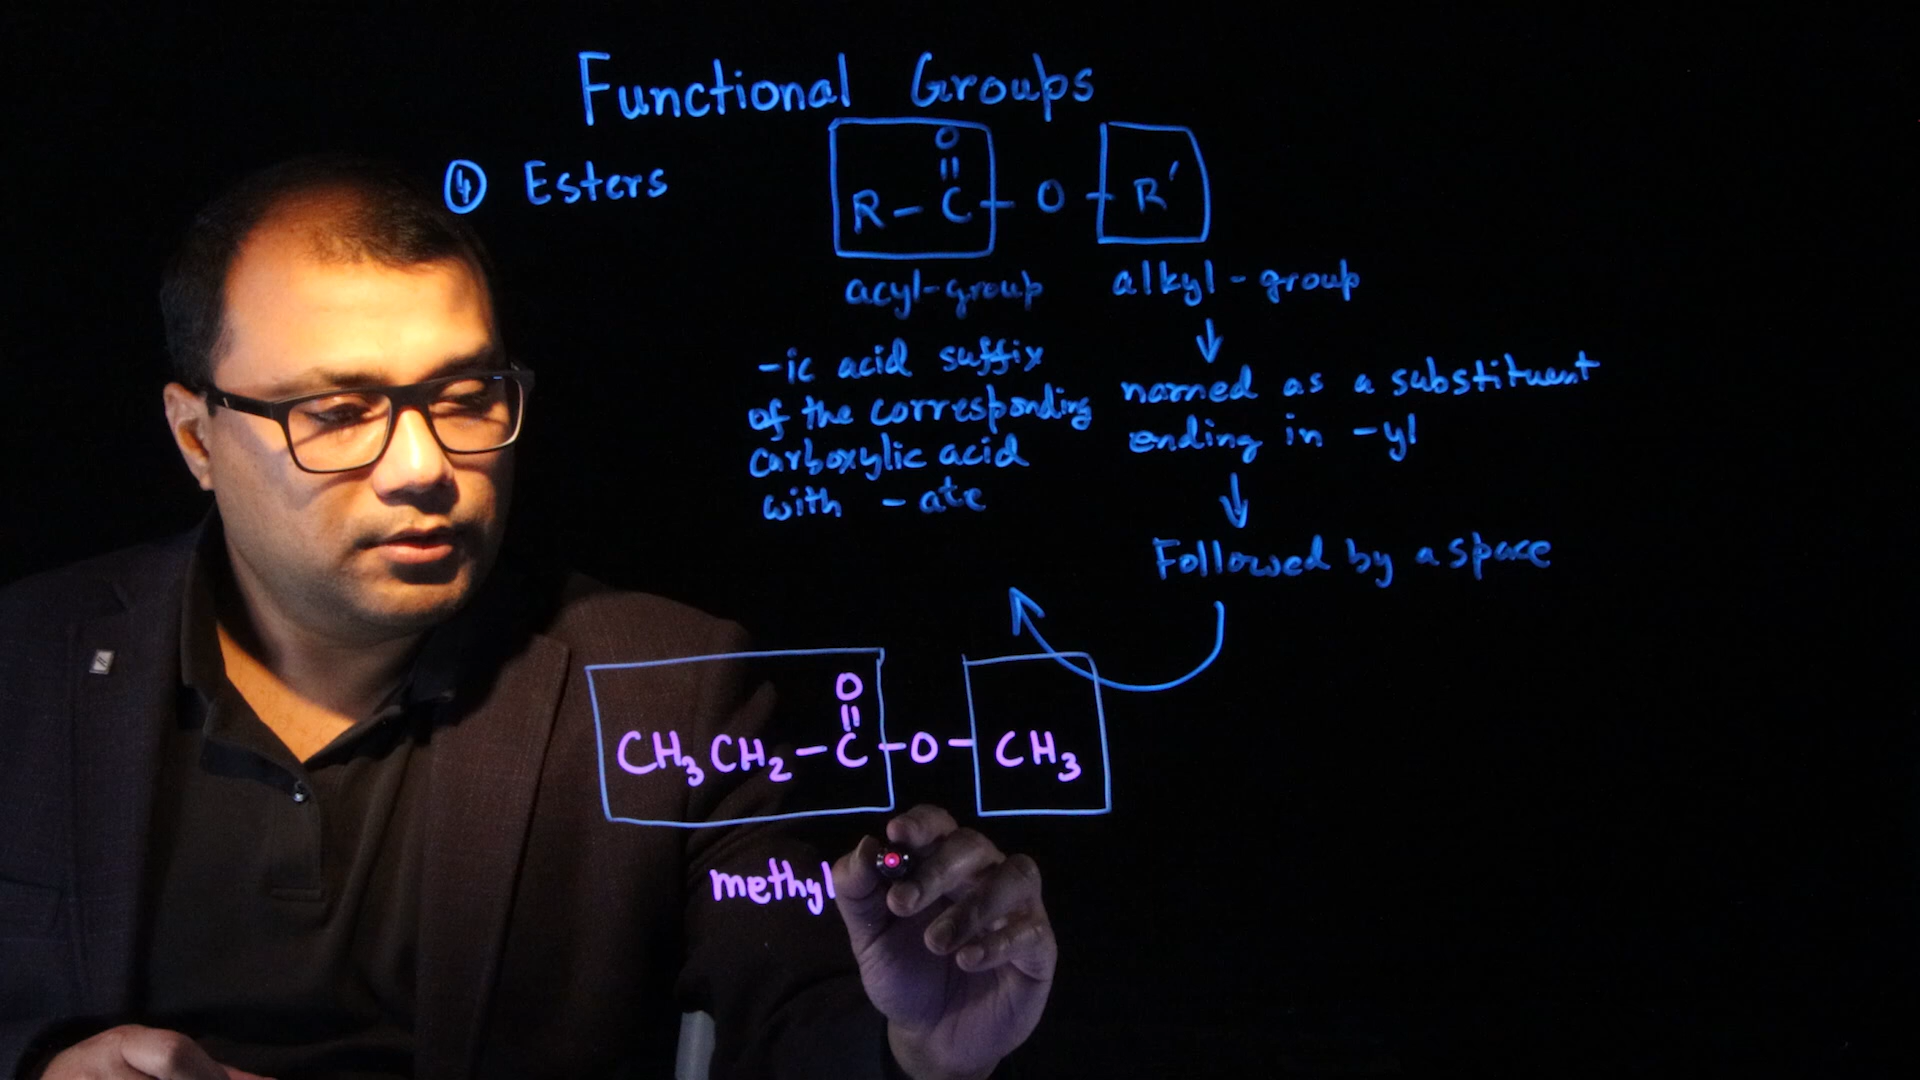 Functional Groups
④ Esters
O
||
R – C – O – R'
acyl-group
alkyl-group
↓
-ic acid suffix
of the corresponding
carboxylic acid
with -ate
named as a substituent
ending in -yl
↓
Followed by a space
O
||
CH₃CH₂ – C – O – CH₃
methyl